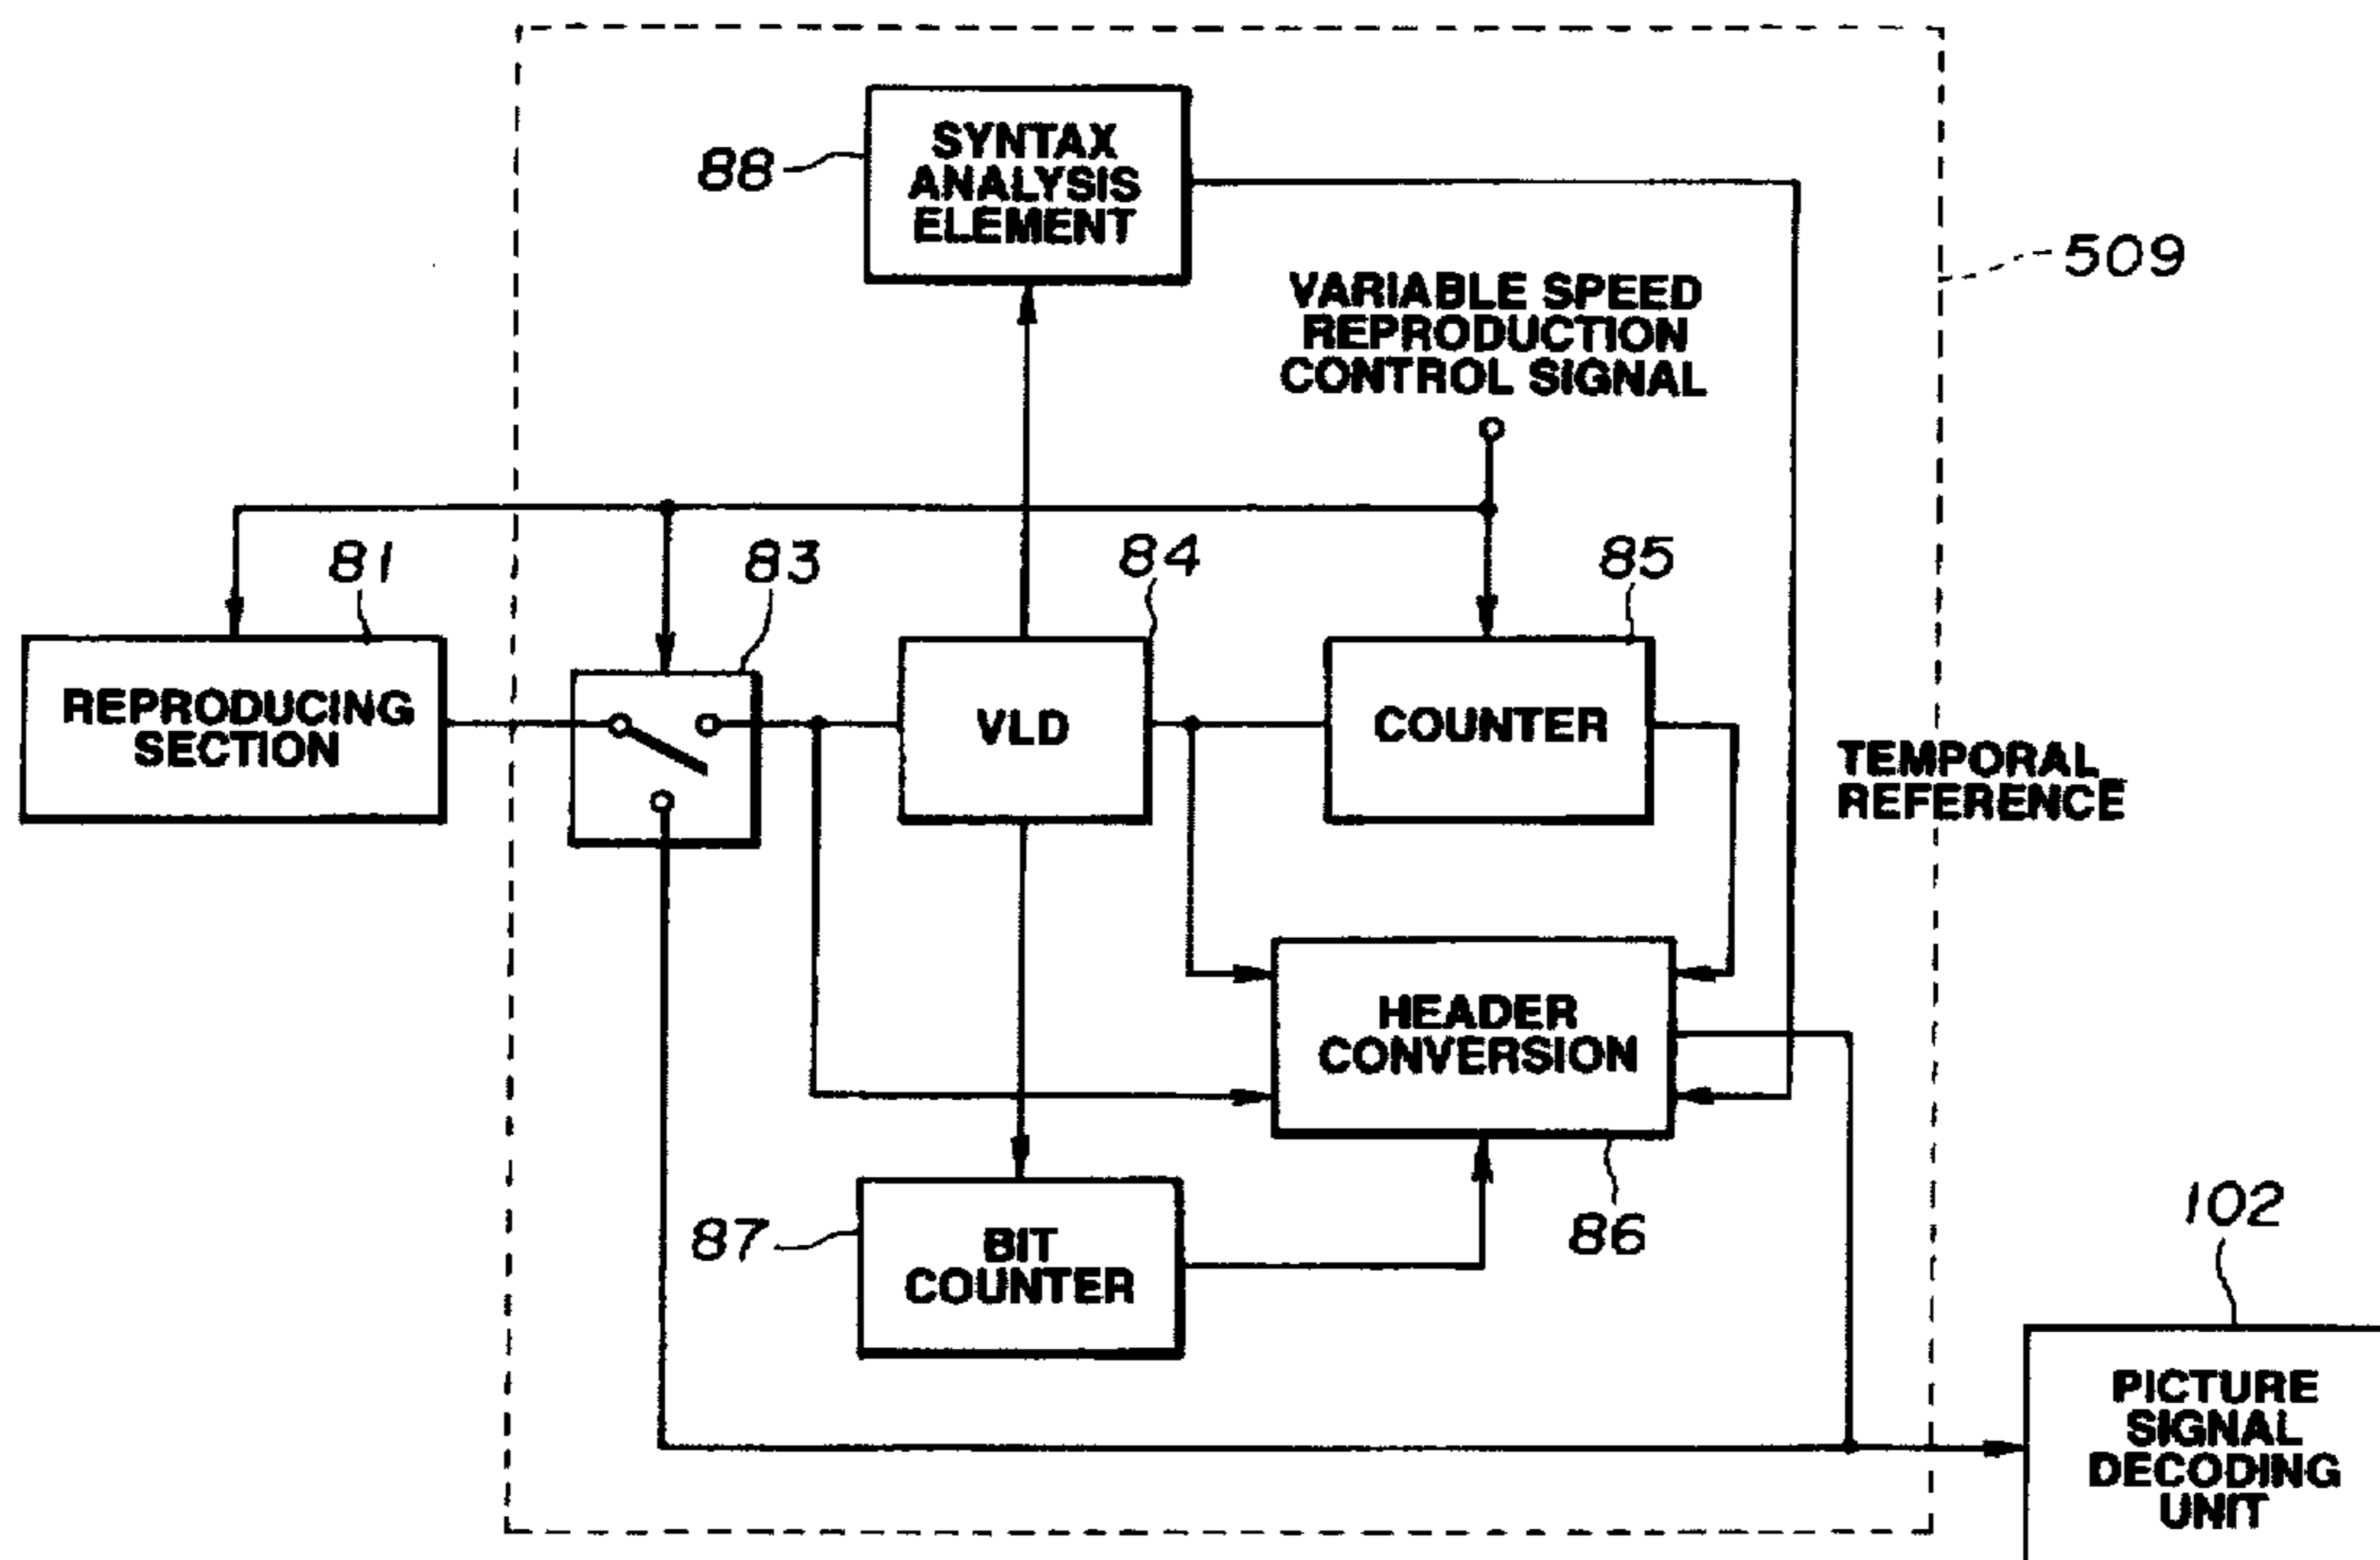 SYNTAX
ANALYSIS
ELEMENT
88
VARIABLE SPEED
REPRODUCTION
CONTROL SIGNAL
509
81
83
84
85
REPRODUCING
SECTION
VLD
COUNTER
TEMPORAL
REFERENCE
HEADER
CONVERSION
86
87
BIT
COUNTER
102
PICTURE
SIGNAL
DECODING
UNIT